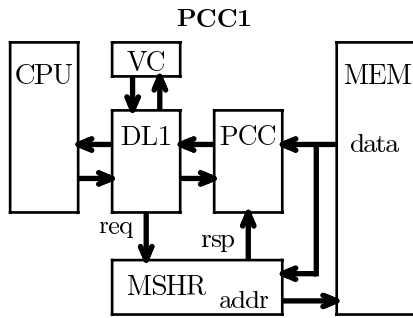 PCC1
VC
CPU
MEM
DL1
PCC
data
req
rsp
MSHR
addr